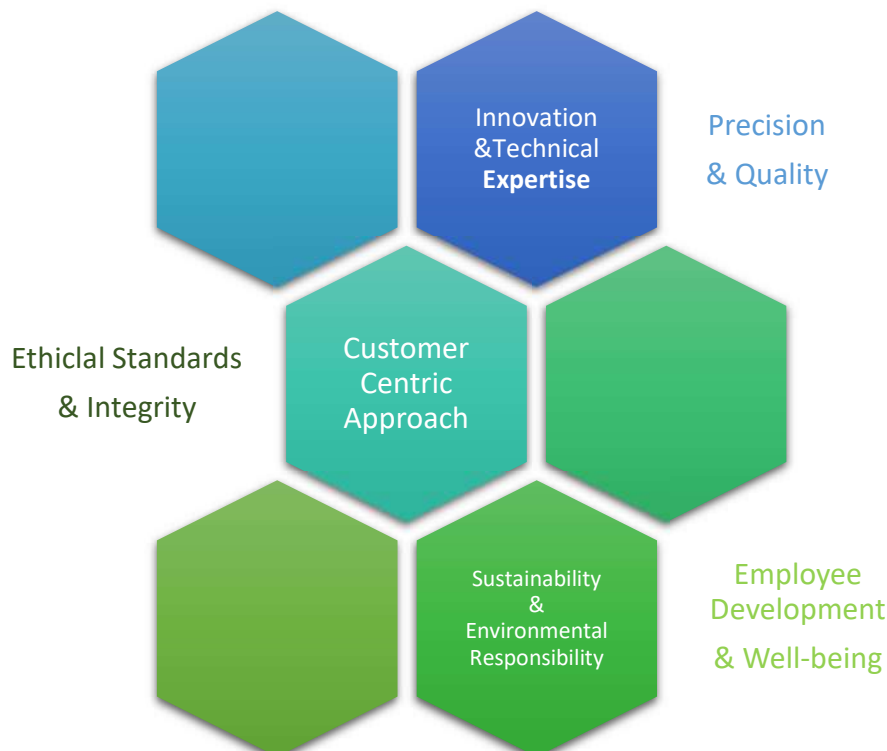 Innovation
&Technical
Expertise
Precision
& Quality
Ethiclal Standards
& Integrity
Customer
Centric
Approach
Sustainability
&
Environmental
Responsibility
Employee
Development
& Well-being